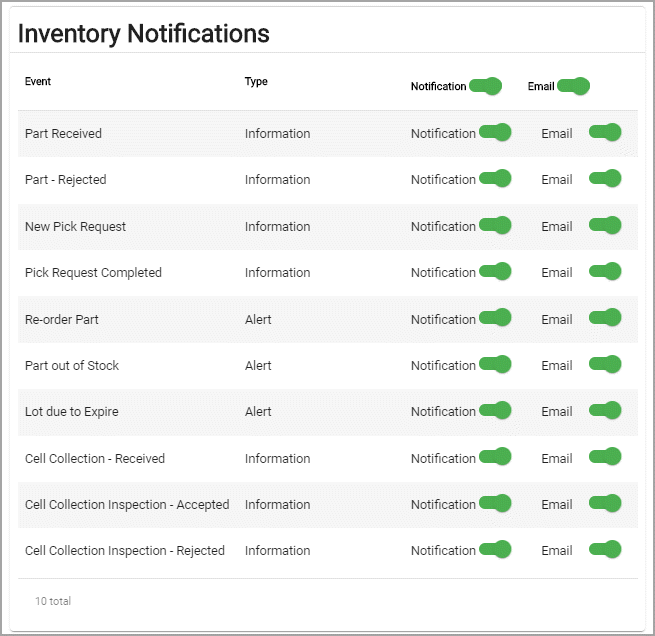 Inventory Notifications
Event Type Notification Email
Part Received Information Notification Email
Part - Rejected Information Notification Email
New Pick Request Information Notification Email
Pick Request Completed Information Notification Email
Re-order Part Alert Notification Email
Part out of Stock Alert Notification Email
Lot due to Expire Alert Notification Email
Cell Collection - Received Information Notification Email
Cell Collection Inspection - Accepted Information Notification Email
Cell Collection Inspection - Rejected Information Notification Email
10 total